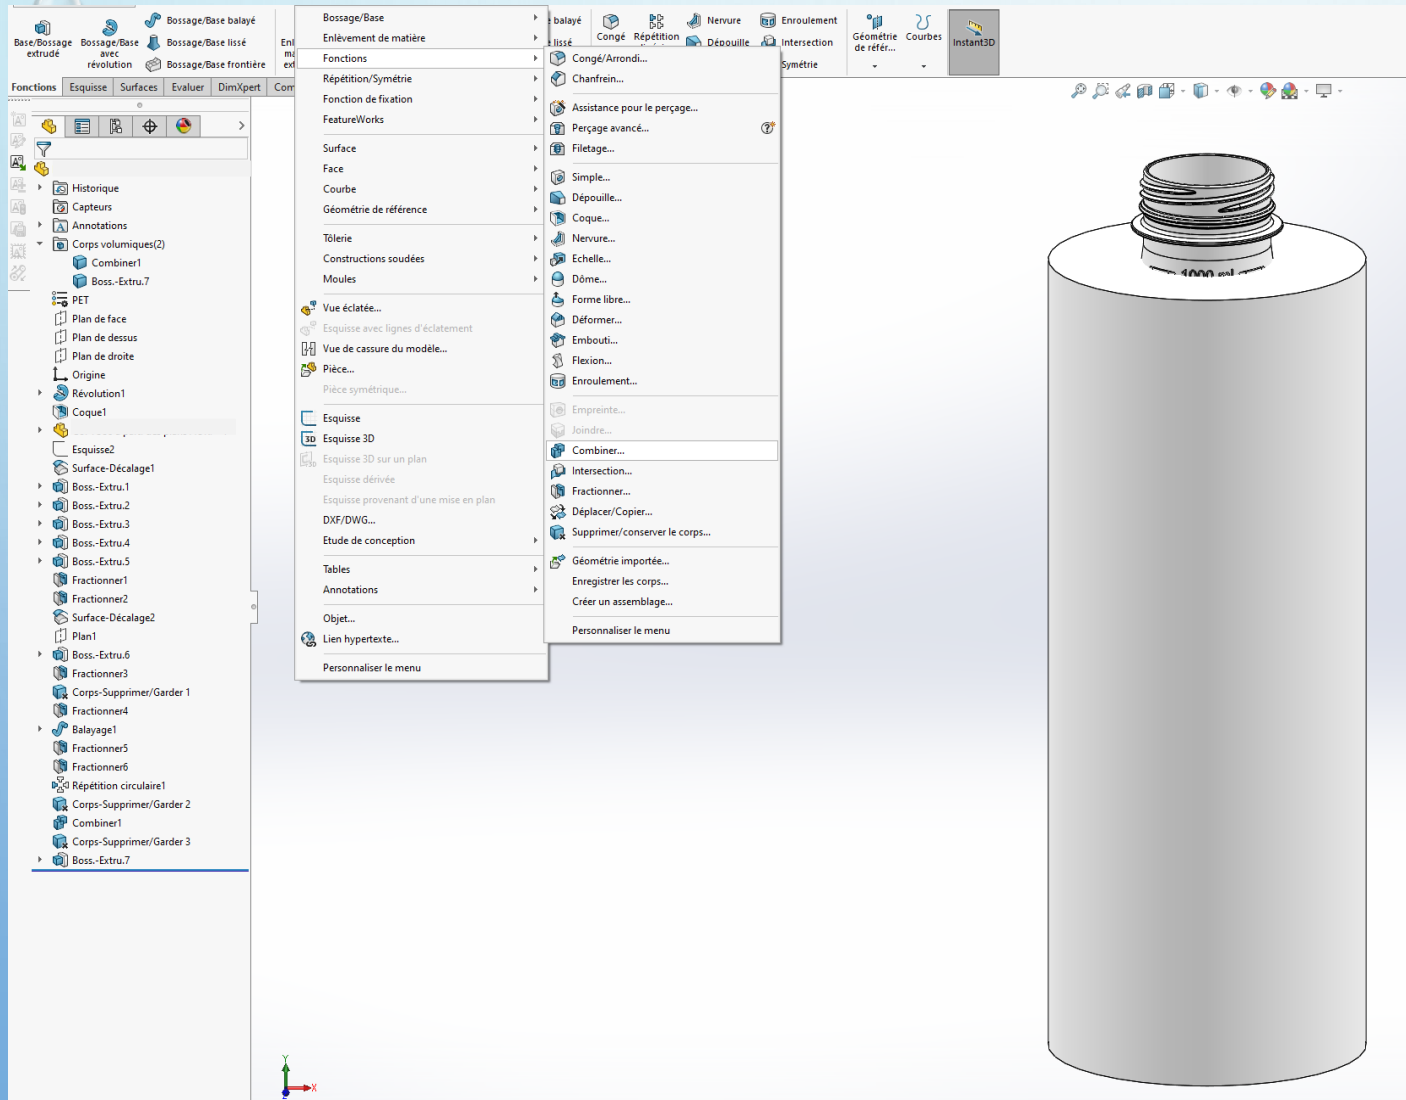 Base/Bossage
extrudé
Bossage/Base
avec
révolution
Bossage/Base balayé
Bossage/Base lissé
Bossage/Base frontière
Congé
Répétition
Nervure
Dépouille
Enroulement
Intersection
Symétrie
Géométrie
de référ...
Courbes
Instant3D
Fonctions
Esquisse
Surfaces
Evaluer
DimXpert
Historique
Capteurs
Annotations
Corps volumiques(2)
Combiner1
Boss.-Extru.7
PET
Plan de face
Plan de dessus
Plan de droite
Origine
Révolution1
Coque1
Esquisse2
Surface-Décalage1
Boss.-Extru.1
Boss.-Extru.2
Boss.-Extru.3
Boss.-Extru.4
Boss.-Extru.5
Fractionner1
Fractionner2
Surface-Décalage2
Plan1
Boss.-Extru.6
Fractionner3
Corps-Supprimer/Garder 1
Fractionner4
Balayage1
Fractionner5
Fractionner6
Répétition circulaire1
Corps-Supprimer/Garder 2
Combiner1
Corps-Supprimer/Garder 3
Boss.-Extru.7
Bossage/Base
Enlèvement de matière
Fonctions
Répétition/Symétrie
Fonction de fixation
FeatureWorks
Surface
Face
Courbe
Géométrie de référence
Tôlerie
Constructions soudées
Moules
Vue éclatée...
Esquisse avec lignes d'éclatement
Vue de cassure du modèle...
Pièce...
Pièce symétrique...
Esquisse
3D Esquisse 3D
Esquisse 3D sur un plan
Esquisse dérivée
Esquisse provenant d'une mise en plan
DXF/DWG...
Etude de conception
Tables
Annotations
Objet...
Lien hypertexte...
Personnaliser le menu
Congé/Arrondi...
Chanfrein...
Assistance pour le perçage...
Perçage avancé...
Filetage...
Simple...
Dépouille...
Coque...
Nervure...
Echelle...
Dôme...
Forme libre...
Déformer...
Embouti...
Flexion...
Enroulement...
Empreinte...
Joindre...
Combiner...
Intersection...
Fractionner...
Déplacer/Copier...
Supprimer/conserver le corps...
Géométrie importée...
Enregistrer les corps...
Créer un assemblage...
Personnaliser le menu
Y
X